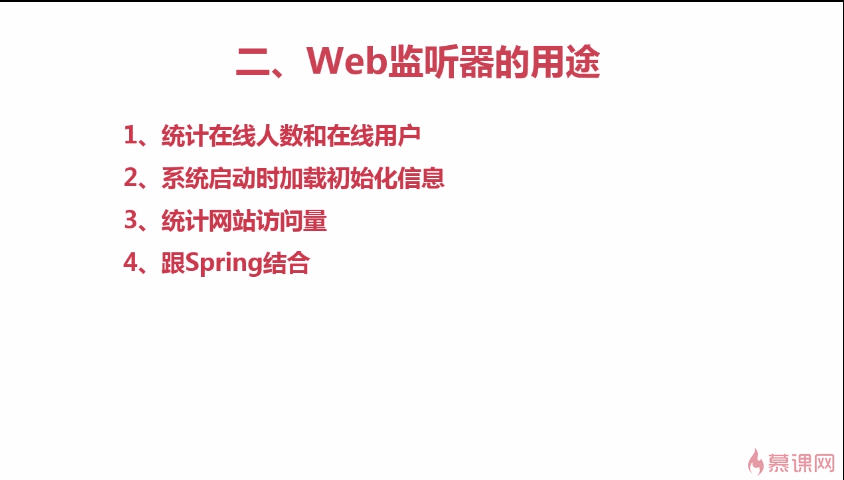 二、Web监听器的用途
1、统计在线人数和在线用户
2、系统启动时加载初始化信息
3、统计网站访问量
4、跟Spring结合
慕课网